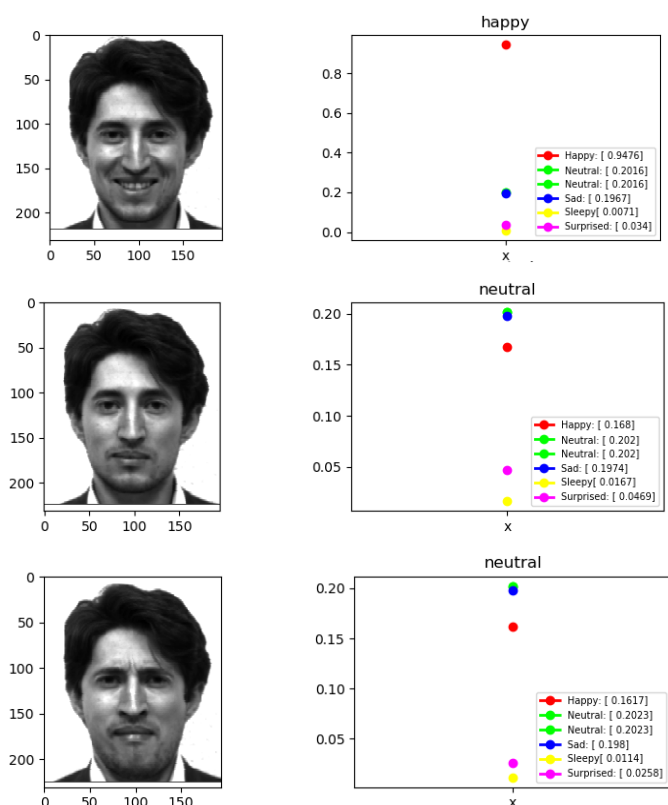 happy
0
50
100
150
200
0 50 100 150
0.8
0.6
0.4
0.2
0.0
Happy: [ 0.9476]
Neutral: [ 0.2016]
Neutral: [ 0.2016]
Sad: [ 0.1967]
Sleepy[ 0.0071]
Surprised: [ 0.034]
x
neutral
0
50
100
150
200
0 50 100 150
0.20
0.15
0.10
0.05
Happy: [ 0.168]
Neutral: [ 0.202]
Neutral: [ 0.202]
Sad: [ 0.1974]
Sleepy[ 0.0167]
Surprised: [ 0.0469]
x
neutral
0
50
100
150
200
0 50 100 150
0.20
0.15
0.10
0.05
Happy: [ 0.1617]
Neutral: [ 0.2023]
Neutral: [ 0.2023]
Sad: [ 0.198]
Sleepy[ 0.0114]
Surprised: [ 0.0258]
x